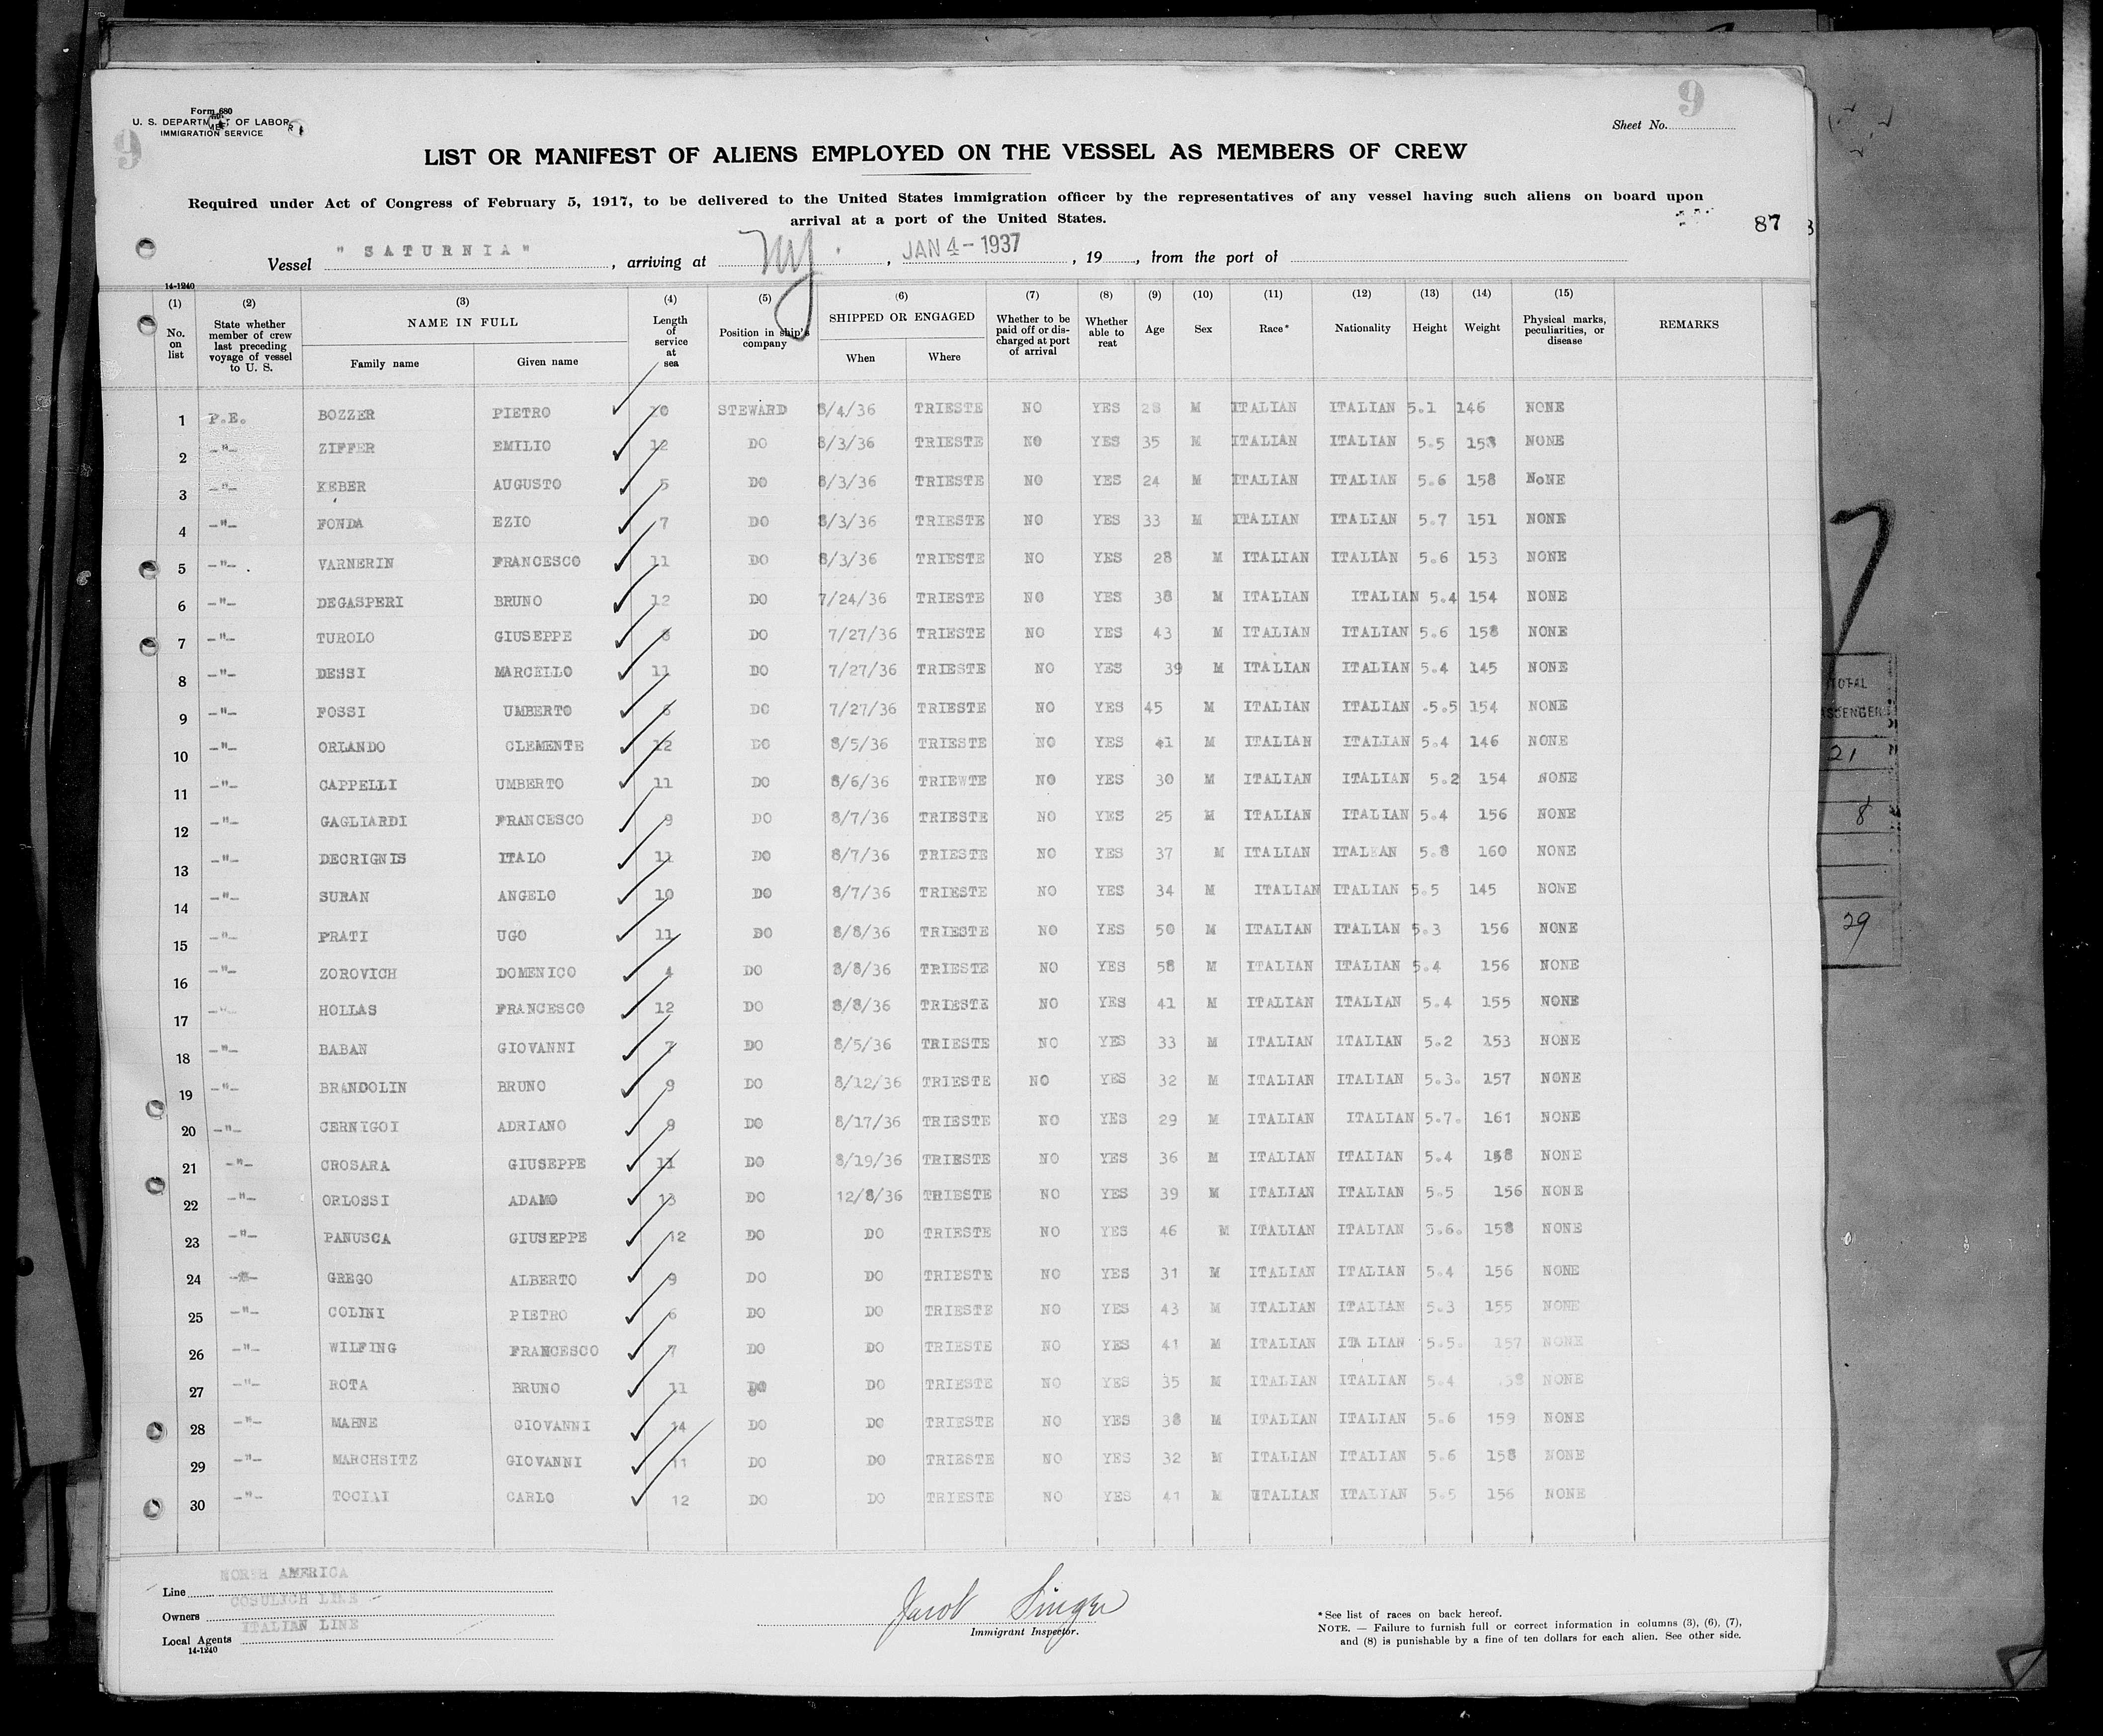 9
Form 680
U. S. DEPARTMENT OF LABOR
IMMIGRATION SERVICE
9
Sheet No.
LIST OR MANIFEST OF ALIENS EMPLOYED ON THE VESSEL AS MEMBERS OF CREW
Required under Act of Congress of February 5, 1917, to be delivered to the United States immigration officer by the representatives of any vessel having such aliens on board upon
arrival at a port of the United States.
87
Vessel "SATURNIA", arriving at NY., JAN 4 - 1937, 19, from the port of
14-1240
(1) (2) (3) (4) (5) (6) (7) (8) (9) (10) (11) (12) (13) (14) (15)
No. on list State whether member of crew last preceding voyage of vessel to U. S. NAME IN FULL Family name Given name Length of service at sea Position in ship's company SHIPPED OR ENGAGED When Where Whether to be paid off or discharged at port of arrival Whether able to reat Age Sex Race* Nationality Height Weight Physical marks, peculiarities, or disease REMARKS
1 P.E. BOZZER PIETRO 10 STEWARD 8/4/36 TRIESTE NO YES 28 M ITALIAN ITALIAN 5.1 146 NONE
2 -"- ZIFFER EMILIO 12 DO 8/3/36 TRIESTE NO YES 35 M ITALIAN ITALIAN 5.5 158 NONE
3 -"- KEBER AUGUSTO 5 DO 8/3/36 TRIESTE NO YES 24 M ITALIAN ITALIAN 5.6 158 NoNE
4 -"- FONDA EZIO 7 DO 8/3/36 TRIESTE NO YES 33 M ITALIAN ITALIAN 5.7 151 NONE
5 -"- VARNERIN FRANCESCO 11 DO 8/3/36 TRIESTE NO YES 28 M ITALIAN ITALIAN 5.6 153 NONE
6 -"- DEGASPERI BRUNO 12 DO 7/24/36 TRIESTE NO YES 38 M ITALIAN ITALIAN 5.4 154 NONE
7 -"- TUROLO GIUSEPPE 8 DO 7/27/36 TRIESTE NO YES 43 M ITALIAN ITALIAN 5.6 158 NONE
8 -"- DESSI MARCELLO 11 DO 7/27/36 TRIESTE NO YES 39 M ITALIAN ITALIAN 5.4 145 NONE
9 -"- FOSSI UMBERTO DO 7/27/36 TRIESTE NO YES 45 M ITALIAN ITALIAN 5.5 154 NONE
10 -"- ORLANDO CLEMENTE 12 DO 8/5/36 TRIESTE NO YES 41 M ITALIAN ITALIAN 5.4 146 NONE
11 -"- CAPPELLI UMBERTO 11 DO 8/6/36 TRIEWTE NO YES 30 M ITALIAN ITALIAN 5.2 154 NONE
12 -"- GAGLIARDI FRANCESCO 9 DO 8/7/36 TRIESTE NO YES 25 M ITALIAN ITALIAN 5.4 156 NONE
13 -"- DECRIGNIS ITALO 11 DO 8/7/36 TRIESTE NO YES 37 M ITALIAN ITALIAN 5.8 160 NONE
14 -"- SURAN ANGELO 10 DO 8/7/36 TRIESTE NO YES 34 M ITALIAN ITALIAN 5.5 145 NONE
15 -"- PRATI UGO 11 DO 8/8/36 TRIESTE NO YES 50 M ITALIAN ITALIAN 5.3 156 NONE
16 -"- ZOROVICH DOMENICO 4 DO 8/8/36 TRIESTE NO YES 58 M ITALIAN ITALIAN 5.4 156 NONE
17 -"- HOLLAS FRANCESCO 12 DO 8/8/36 TRIESTE NO YES 41 M ITALIAN ITALIAN 5.4 155 NONE
18 -"- BABAN GIOVANNI 7 DO 8/5/36 TRIESTE NO YES 33 M ITALIAN ITALIAN 5.2 153 NONE
19 -"- BRANDOLIN BRUNO 9 DO 8/12/36 TRIESTE NO YES 32 M ITALIAN ITALIAN 5.3. 157 NONE
20 -"- CERNIGOI ADRIANO 9 DO 8/17/36 TRIESTE NO YES 29 M ITALIAN ITALIAN 5.7. 161 NONE
21 -"- CROSARA GIUSEPPE 11 DO 8/19/36 TRIESTE NO YES 36 M ITALIAN ITALIAN 5.4 158 NONE
22 -"- ORLOSSI ADAMO 13 DO 12/8/36 TRIESTE NO YES 39 M ITALIAN ITALIAN 5.5 156 NONE
23 -"- PANUSCA GIUSEPPE 12 DO DO TRIESTE NO YES 46 M ITALIAN ITALIAN 5.6. 158 NONE
24 -"- GREGO ALBERTO 9 DO DO TRIESTE NO YES 31 M ITALIAN ITALIAN 5.4 156 NONE
25 -"- COLINI PIETRO 6 DO DO TRIESTE NO YES 43 M ITALIAN ITALIAN 5.3 155 NONE
26 -"- WILFING FRANCESCO 7 DO DO TRIESTE NO YES 41 M ITALIAN ITALIAN 5.5. 157 NONE
27 -"- ROTA BRUNO 11 DO DO TRIESTE NO YES 35 M ITALIAN ITALIAN 5.4 NONE
28 -"- MAHNE GIOVANNI 14 DO DO TRIESTE NO YES 38 M ITALIAN ITALIAN 5.6 159 NONE
29 -"- MARCHSITZ GIOVANNI 11 DO DO TRIESTE NO YES 32 M ITALIAN ITALIAN 5.6 158 NONE
30 -"- CARLO 12 DO DO TRIESTE NO YES 41 M ITALIAN ITALIAN 5.5 156 NONE
Line NORTH AMERICA
Owners COSULICH LINE
Local Agents ITALIAN LINE
14-1240
Jacob Singer
Immigrant Inspector.
*See list of races on back hereof.
NOTE. — Failure to furnish full or correct information in columns (3), (6), (7),
and (8) is punishable by a fine of ten dollars for each alien. See other side.
7
TOTAL
21
8
29